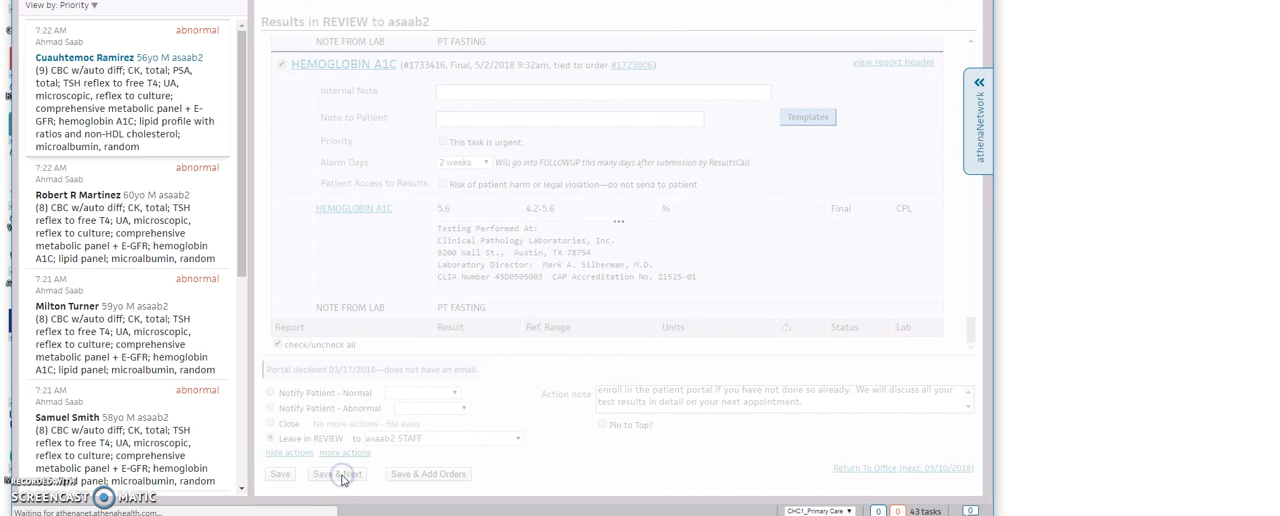 View by: Priority ▼
7:22 AM abnormal
Ahmad Saab
Cuauhtemoc Ramirez 56yo M asaab2
(9) CBC w/auto diff; CK, total; PSA,
total; TSH reflex to free T4; UA,
microscopic, reflex to culture;
comprehensive metabolic panel + E-
GFR; hemoglobin A1C; lipid profile with
ratios and non-HDL cholesterol;
microalbumin, random
7:22 AM abnormal
Ahmad Saab
Robert R Martinez 60yo M asaab2
(8) CBC w/auto diff; CK, total; TSH
reflex to free T4; UA, microscopic,
reflex to culture; comprehensive
metabolic panel + E-GFR; hemoglobin
A1C; lipid panel; microalbumin, random
7:21 AM abnormal
Ahmad Saab
Milton Turner 59yo M asaab2
(8) CBC w/auto diff; CK, total; TSH
reflex to free T4; UA, microscopic,
reflex to culture; comprehensive
metabolic panel + E-GFR; hemoglobin
A1C; lipid panel; microalbumin, random
7:21 AM abnormal
Ahmad Saab
Samuel Smith 58yo M asaab2
(8) CBC w/auto diff; CK, total; TSH
reflex to free T4; UA, microscopic,
reflex to culture; comprehensive
metabolic panel + E-GFR; hemoglobin
panel; microalbumin, random
RECORDED WITH
SCREENCAST MATIC
Waiting for athenanet.athenahealth.com...
Results in REVIEW to asaab2
NOTE FROM LAB PT FASTING
HEMOGLOBIN A1C (#1733416, Final, 5/2/2018 9:32am, tied to order #1723006) view report header
Internal Note
Note to Patient Templates
Priority This task is urgent.
Alarm Days 2 weeks Will go into FOLLOWUP this many days after submission by ResultsCall
Patient Access to Results Risk of patient harm or legal violation—do not send to patient
HEMOGLOBIN A1C 5.6 4.2-5.6 % Final CPL
Testing Performed At:
Clinical Pathology Laboratories, Inc.
9200 Wall St., Austin, TX 78754
Laboratory Director: Mark A. Silberman, M.D.
CLIA Number 45D0505003 CAP Accreditation No. 21525-01
NOTE FROM LAB PT FASTING
Report Result Ref. Range Units Status Lab
check/uncheck all
Portal declined 03/17/2018—does not have an email.
Notify Patient - Normal
Notify Patient - Abnormal
Close No more actions - file away
Leave in REVIEW to asaab2 STAFF
hide actions more actions
Action note enroll in the patient portal if you have not done so already. We will discuss all your
test results in detail on your next appointment.
Pin to Top?
Save Save & Next Save & Add Orders
Return To Office (next: 09/10/2018)
athenaNetwork
CHC1_Primary Care ▼ 0 0 43 tasks 0